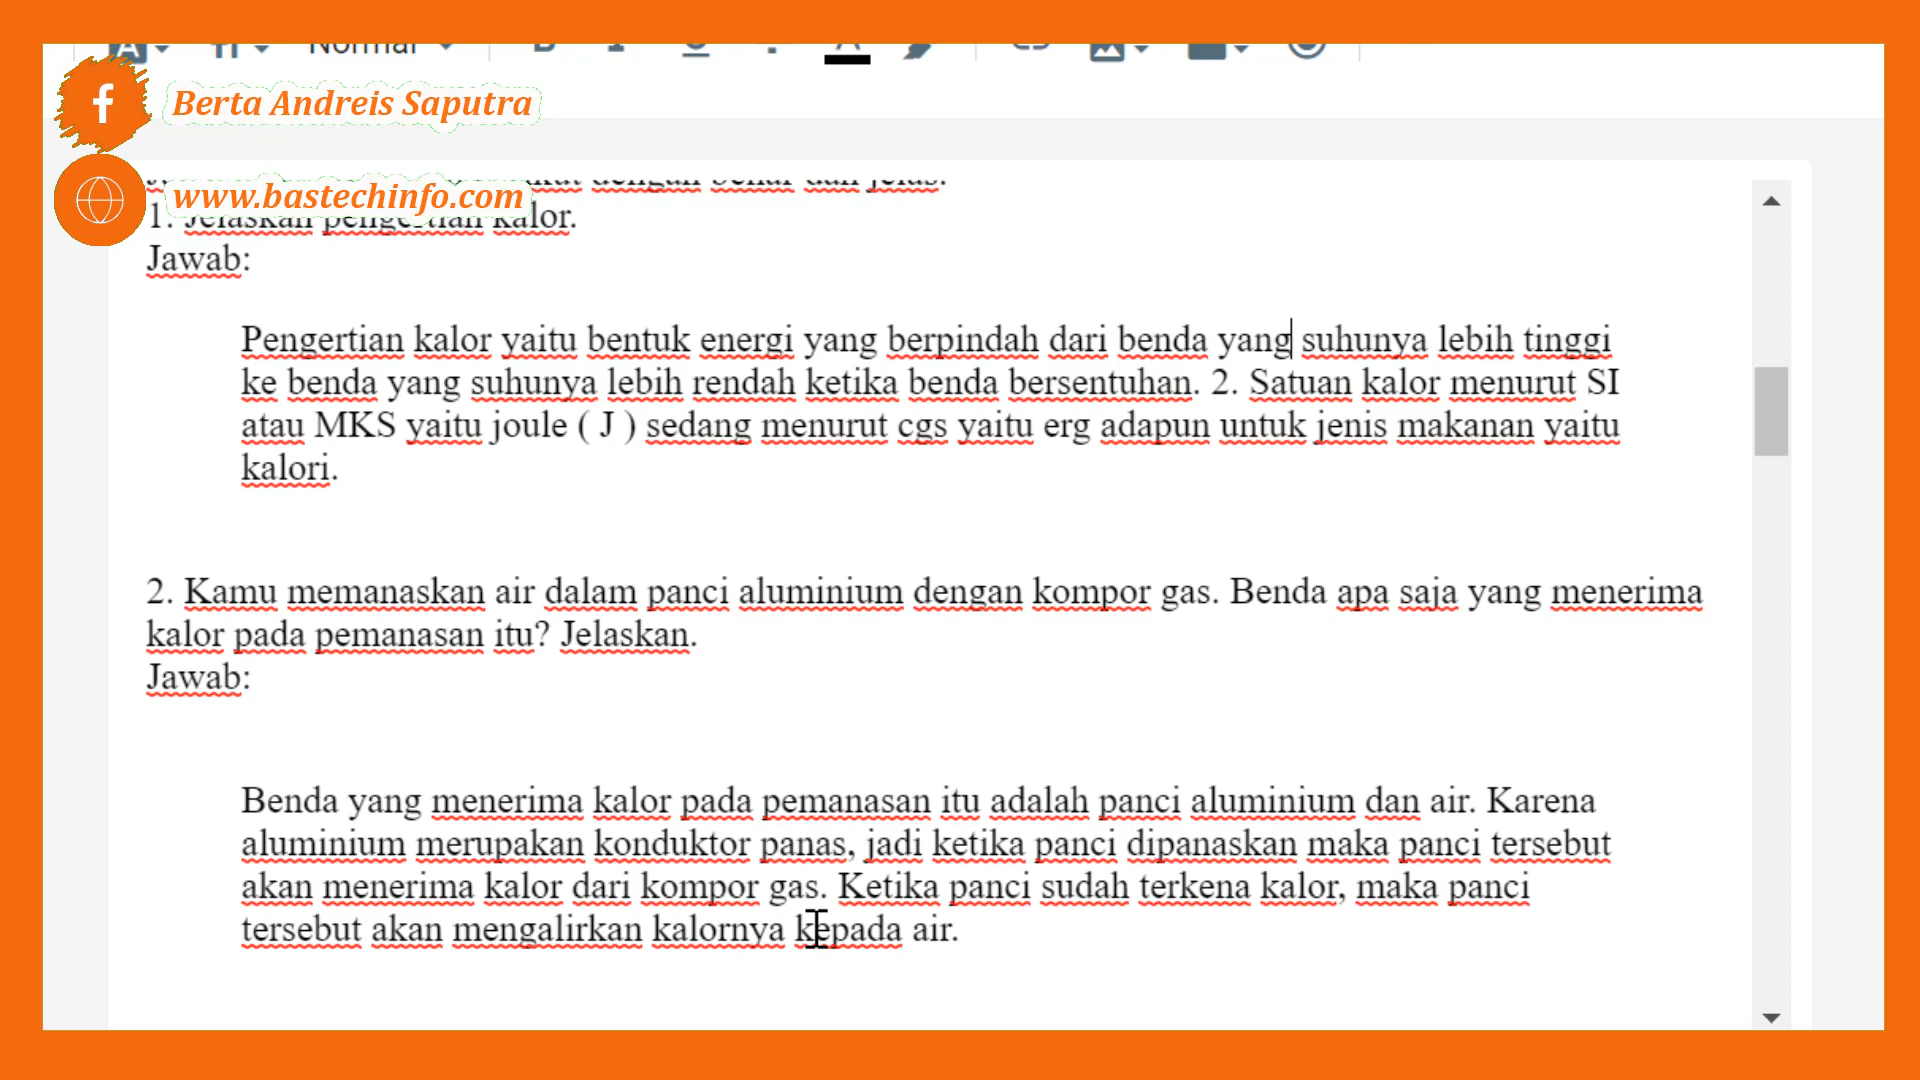 Normal
Berta Andreis Saputra
dengan benar dan jelas.
www.bastechinfo.com
1. Jelaskan pengertian kalor.
Jawab:
Pengertian kalor yaitu bentuk energi yang berpindah dari benda yang suhunya lebih tinggi
ke benda yang suhunya lebih rendah ketika benda bersentuhan. 2. Satuan kalor menurut SI
atau MKS yaitu joule ( J ) sedang menurut cgs yaitu erg adapun untuk jenis makanan yaitu
kalori.
2. Kamu memanaskan air dalam panci aluminium dengan kompor gas. Benda apa saja yang menerima
kalor pada pemanasan itu? Jelaskan.
Jawab:
Benda yang menerima kalor pada pemanasan itu adalah panci aluminium dan air. Karena
aluminium merupakan konduktor panas, jadi ketika panci dipanaskan maka panci tersebut
akan menerima kalor dari kompor gas. Ketika panci sudah terkena kalor, maka panci
tersebut akan mengalirkan kalornya kepada air.